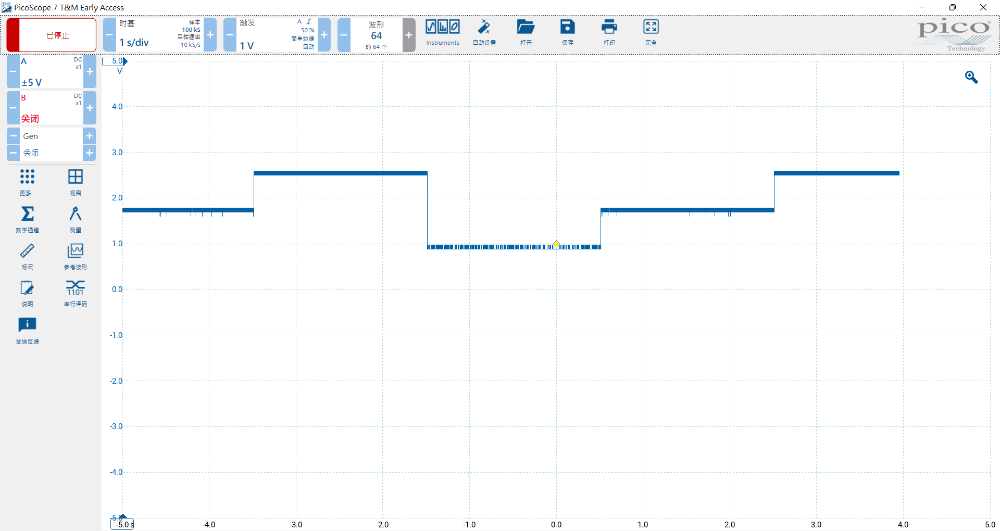 PicoScope 7 T&M Early Access
已停止
时基
1 s/div
样本
100 kS
采样速率
10 kS/s
触发
1 V
A
50 %
简单边缘
自动
波形
64
的 64 个
Instruments
自动设置
打开
保存
打印
完全
pico
Technology
A
DC
x1
±5 V
B
DC
x1
关闭
Gen
关闭
更多...
视图
数学通道
测量
标尺
参考波形
说明
1101
串行译码
发送反馈
5.0
V
4.0
3.0
2.0
1.0
0.0
-1.0
-2.0
-3.0
-4.0
-5.0
-5.0 s
-4.0
-3.0
-2.0
-1.0
0.0
1.0
2.0
3.0
4.0
5.0